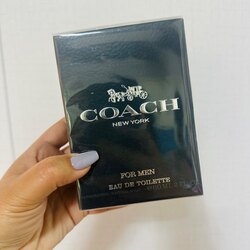 COACH
NEW YORK
FOR MEN
EAU DE TOILETTE